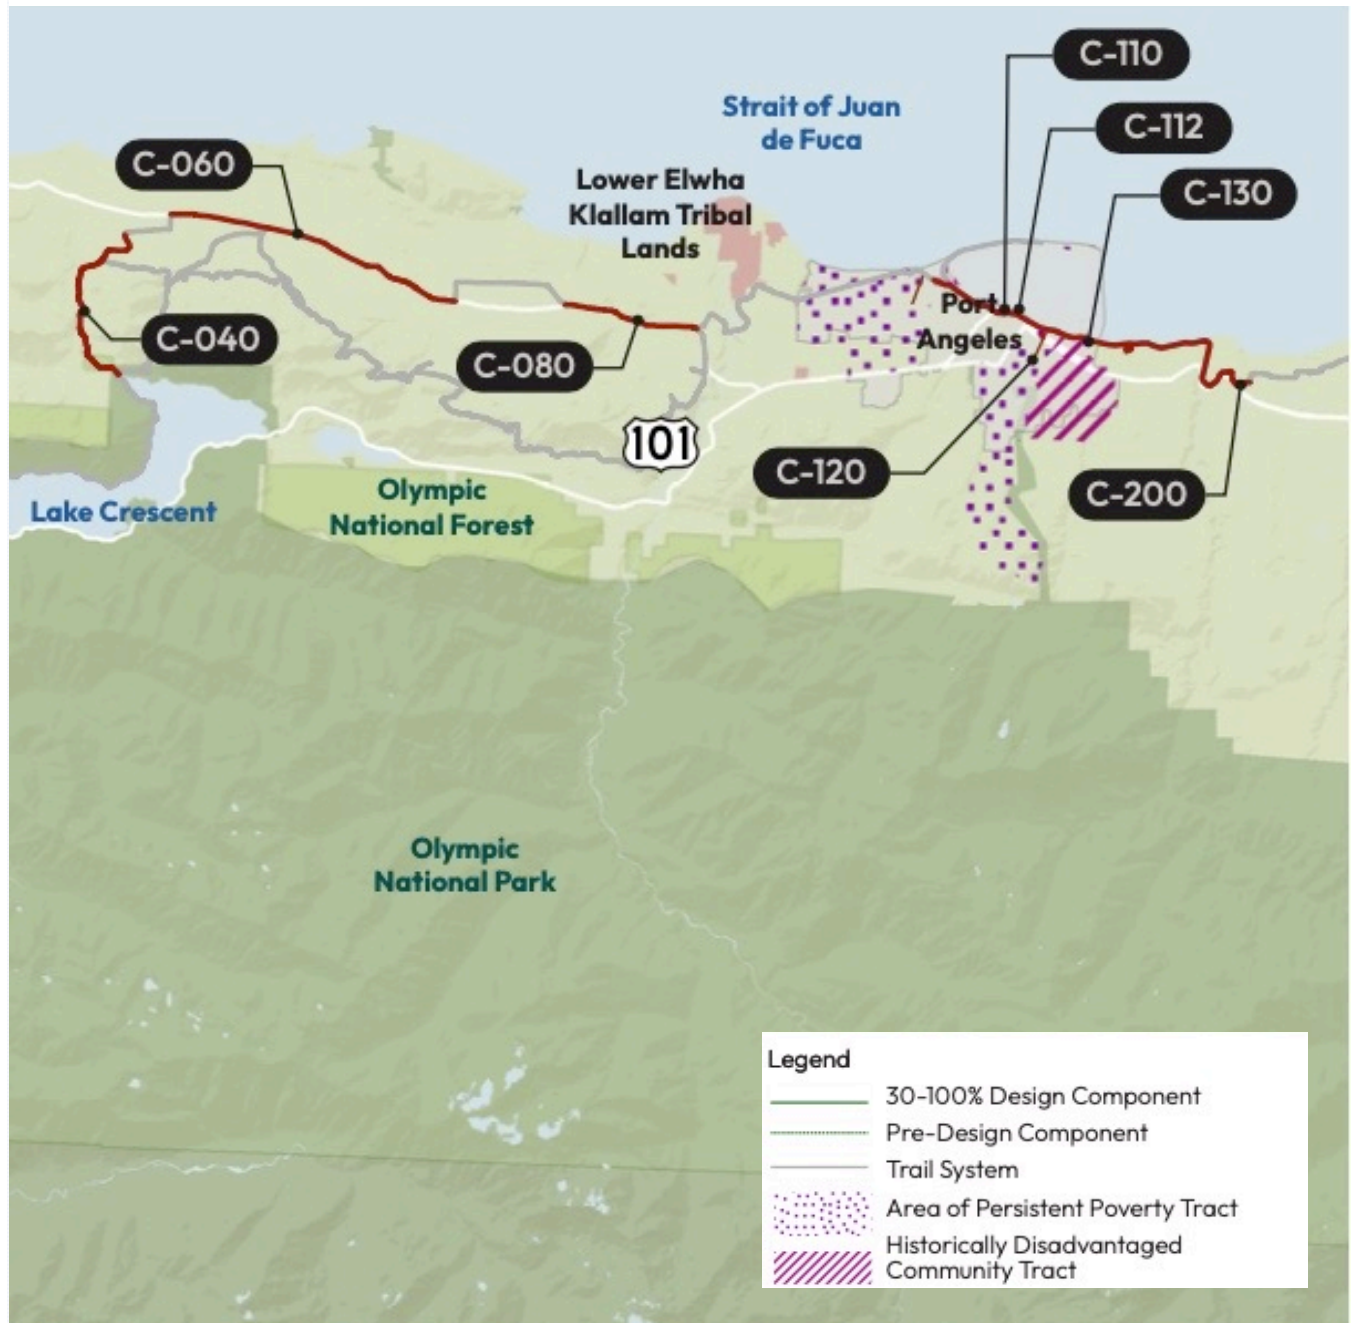 C-110
Strait of Juan
de Fuca
C-112
C-060
Lower Elwha
Klallam Tribal
Lands
C-130
Port
Angeles
C-040
C-080
101
C-120
C-200
Olympic
National Forest
Lake Crescent
Olympic
National Park
Legend
30-100% Design Component
Pre-Design Component
Trail System
Area of Persistent Poverty Tract
Historically Disadvantaged
Community Tract